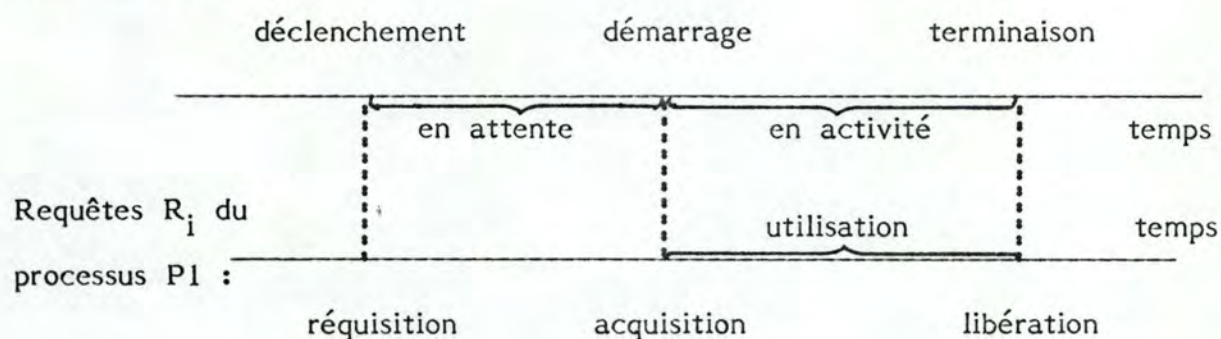 déclenchement démarrage terminaison
en attente en activité temps
Requêtes R_i du utilisation temps
processus P1 :
réquisition acquisition libération